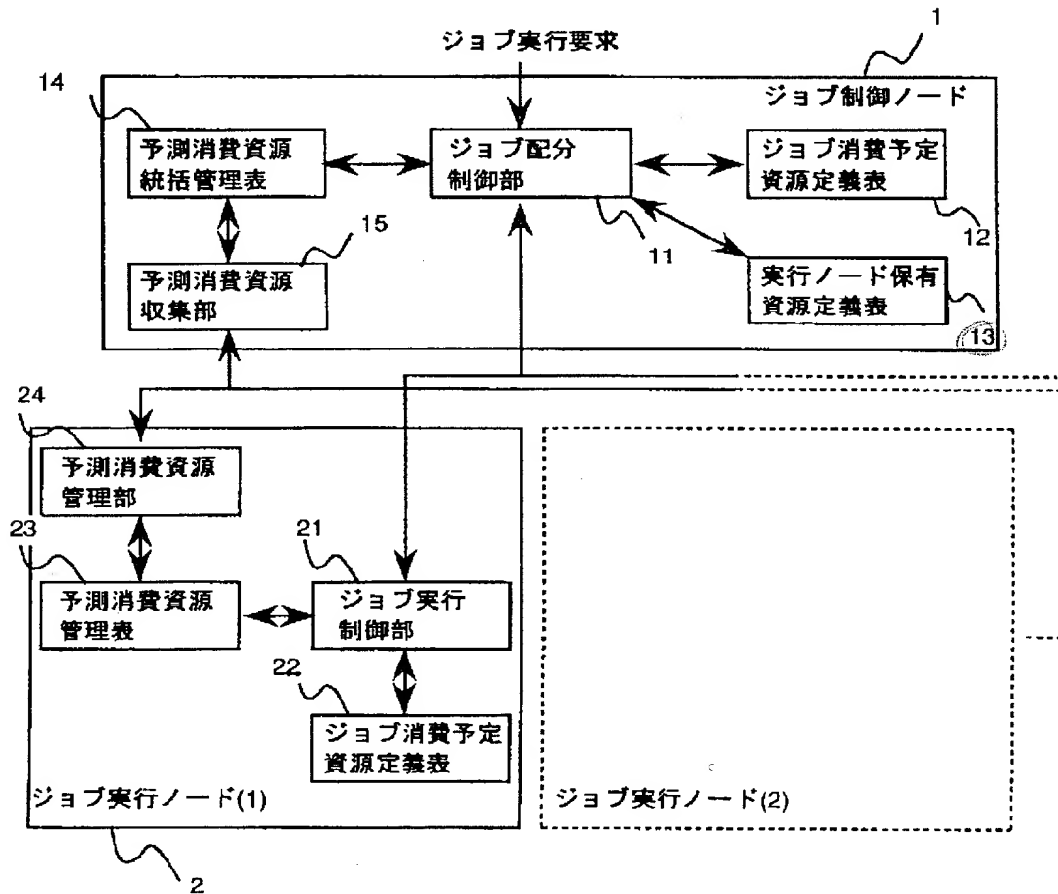 1
ジョブ実行要求
14
ジョブ制御ノード
予測消費資源
統括管理表
ジョブ配分
制御部
ジョブ消費予定
資源定義表
15
11
12
予測消費資源
収集部
実行ノード保有
資源定義表
13
24
予測消費資源
管理部
23
21
予測消費資源
管理表
ジョブ実行
制御部
22
ジョブ消費予定
資源定義表
ジョブ実行ノード(1)
ジョブ実行ノード(2)
2